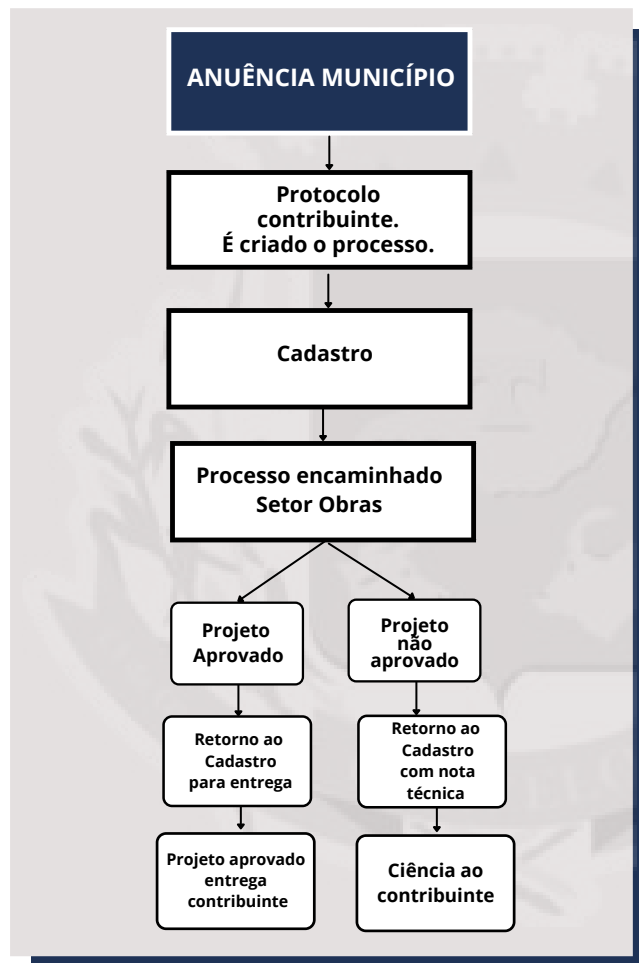 ANUÊNCIA MUNICÍPIO
Protocolo
contribuinte.
É criado o processo.
Cadastro
Processo encaminhado
Setor Obras
Projeto
Aprovado
Projeto
não
aprovado
Retorno ao
Cadastro
para entrega
Retorno ao
Cadastro
com nota
técnica
Projeto aprovado
entrega
contribuinte
Ciência ao
contribuinte